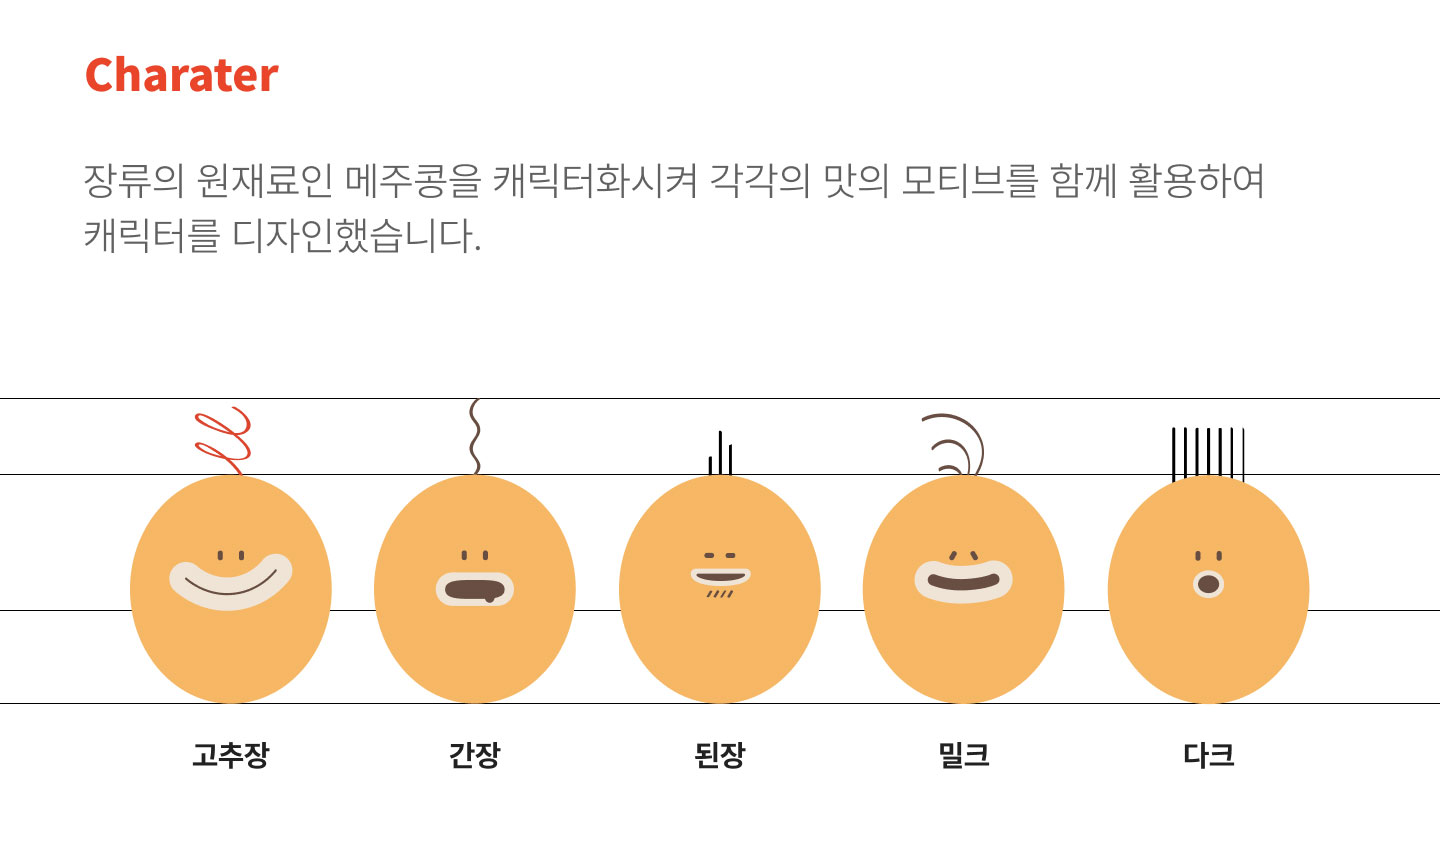 Charater
장류의 원재료인 메주콩을 캐릭터화시켜 각각의 맛의 모티브를 함께 활용하여
캐릭터를 디자인했습니다.
고추장 간장 된장 밀크 다크